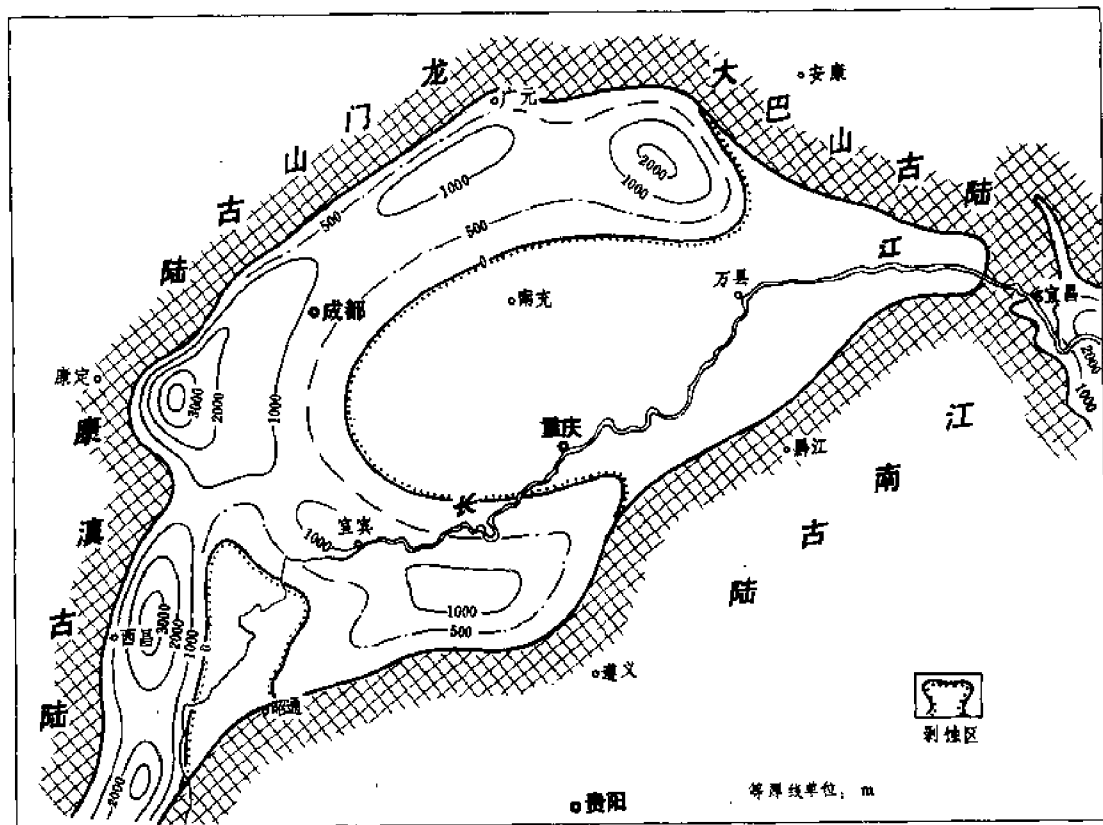 龙门山古陆
大巴山古陆
安康
广元
2000
1000
1000
500
500
0
成都
南充
万县
江
宜昌
2000
1000
康定
3000
2000
1000
重庆
黔江
江南古陆
康滇古陆
长
宜宾
1000
1000
500
西昌
3000
2000
1000
0
昭通
遵义
2000
贵阳
剥蚀区
等厚线单位：m